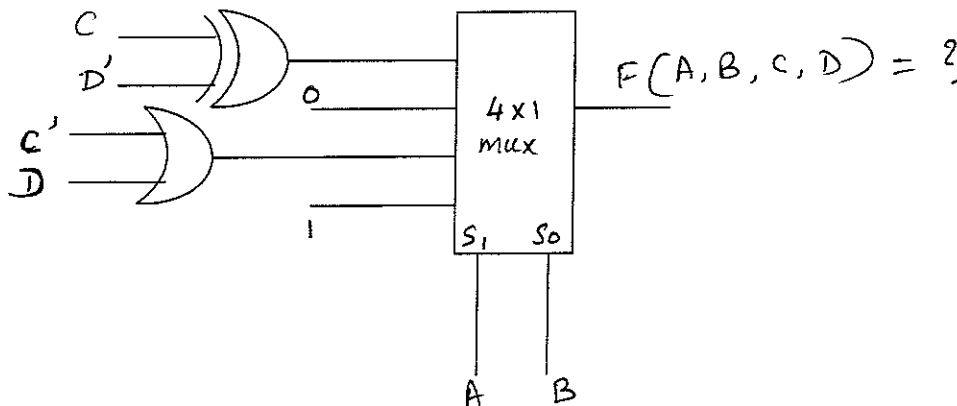 C
D'
C'
D
0
1
4x1
mux
S1 S0
A B
F(A,B,C,D) = ?